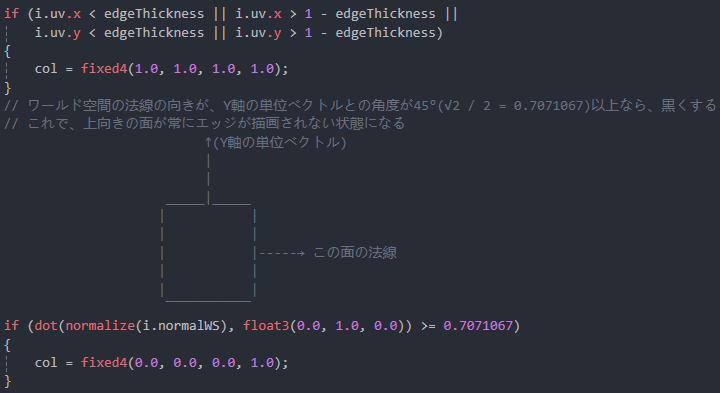 if (i.uv.x < edgeThickness || i.uv.x > 1 - edgeThickness ||
    i.uv.y < edgeThickness || i.uv.y > 1 - edgeThickness)
{
    col = fixed4(1.0, 1.0, 1.0, 1.0);
}
// ワールド空間の法線の向きが、Y軸の単位ベクトルとの角度が45°(√2 / 2 = 0.7071067)以上なら、黒くする
// これで、上向きの面が常にエッジが描画されない状態になる
↑(Y軸の単位ベクトル)
|
|
_____|_____
|           |
|           |
|           |-----→ この面の法線
|           |
|           |
‾‾‾‾‾‾‾‾‾‾‾
if (dot(normalize(i.normalWS), float3(0.0, 1.0, 0.0)) >= 0.7071067)
{
    col = fixed4(0.0, 0.0, 0.0, 1.0);
}